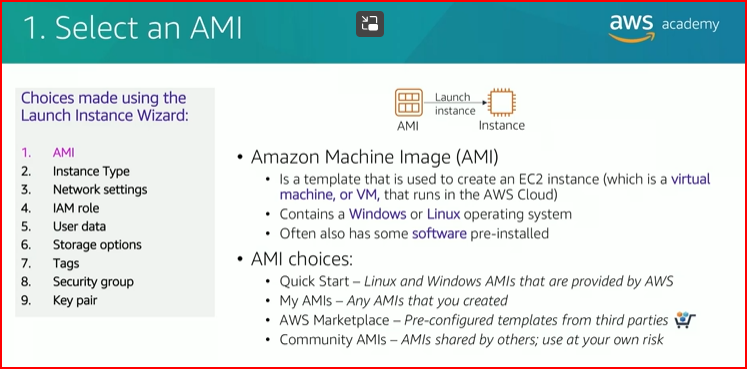 1. Select an AMI
aws academy
Choices made using the
Launch Instance Wizard:
1. AMI
2. Instance Type
3. Network settings
4. IAM role
5. User data
6. Storage options
7. Tags
8. Security group
9. Key pair
Launch
instance
AMI
Instance
• Amazon Machine Image (AMI)
• Is a template that is used to create an EC2 instance (which is a virtual
machine, or VM, that runs in the AWS Cloud)
• Contains a Windows or Linux operating system
• Often also has some software pre-installed
• AMI choices:
• Quick Start – Linux and Windows AMIs that are provided by AWS
• My AMIs – Any AMIs that you created
• AWS Marketplace – Pre-configured templates from third parties
• Community AMIs – AMIs shared by others; use at your own risk